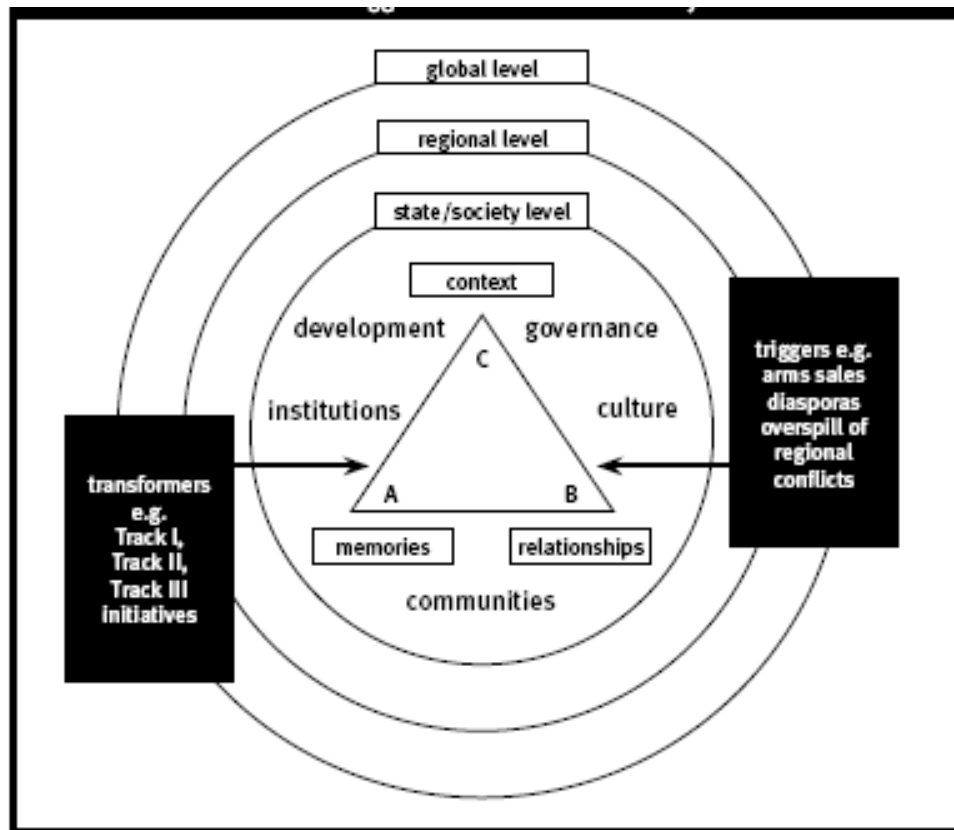 global level
regional level
state/society level
context
development
governance
C
institutions
culture
A
B
memories
relationships
communities
transformers
e.g.
Track I,
Track II,
Track III
initiatives
triggers e.g.
arms sales
diasporas
overspill of
regional
conflicts